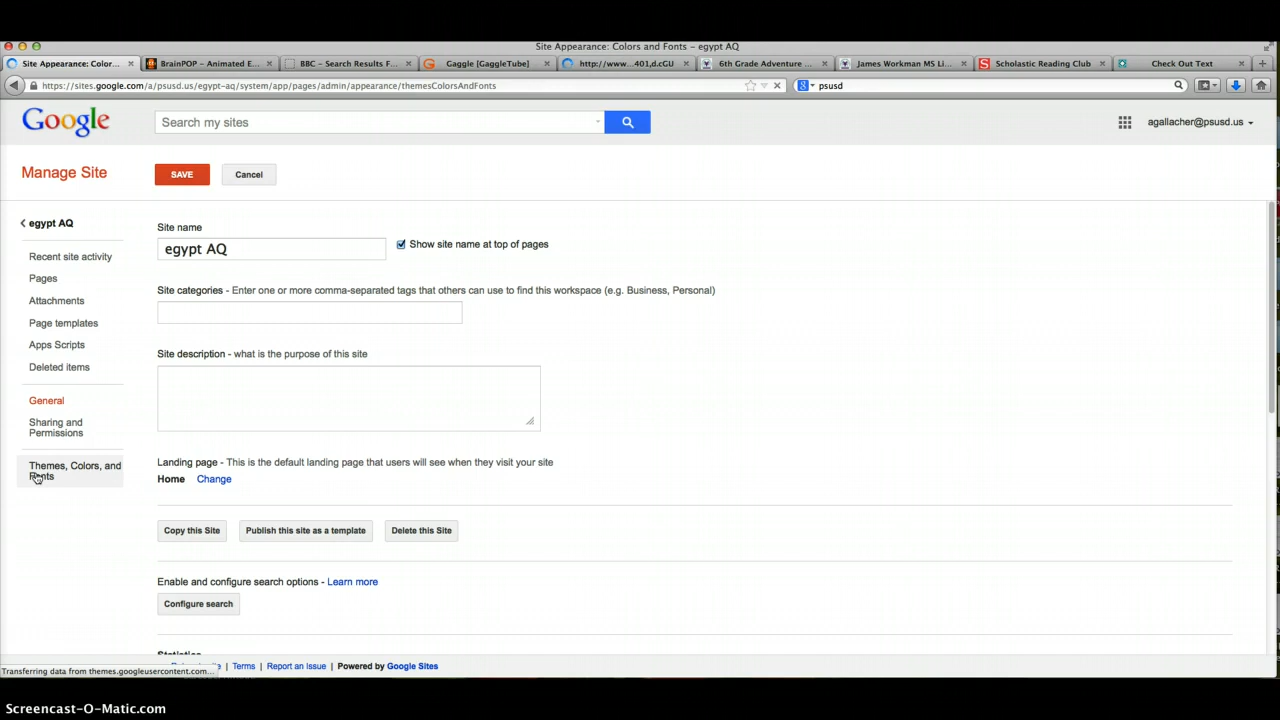 Site Appearance: Colors and Fonts – egypt AQ
Site Appearance: Color... BrainPOP – Animated E... BBC – Search Results F... Gaggle [GaggleTube] http://www...401,d.cGU 6th Grade Adventure ... James Workman MS Li... Scholastic Reading Club Check Out Text
https://sites.google.com/a/psusd.us/egypt-aq/system/app/pages/admin/appearance/themesColorsAndFonts psusd
Google Search my sites agallacher@psusd.us
Manage Site SAVE Cancel
egypt AQ
Recent site activity
Pages
Attachments
Page templates
Apps Scripts
Deleted items
General
Sharing and
Permissions
Themes, Colors, and
Fonts
Site name
egypt AQ Show site name at top of pages
Site categories - Enter one or more comma-separated tags that others can use to find this workspace (e.g. Business, Personal)
Site description - what is the purpose of this site
Landing page - This is the default landing page that users will see when they visit your site
Home Change
Copy this Site Publish this site as a template Delete this Site
Enable and configure search options - Learn more
Configure search
Statistics
| Terms | Report an Issue | Powered by Google Sites
Transferring data from themes.googleusercontent.com...
Screencast-O-Matic.com